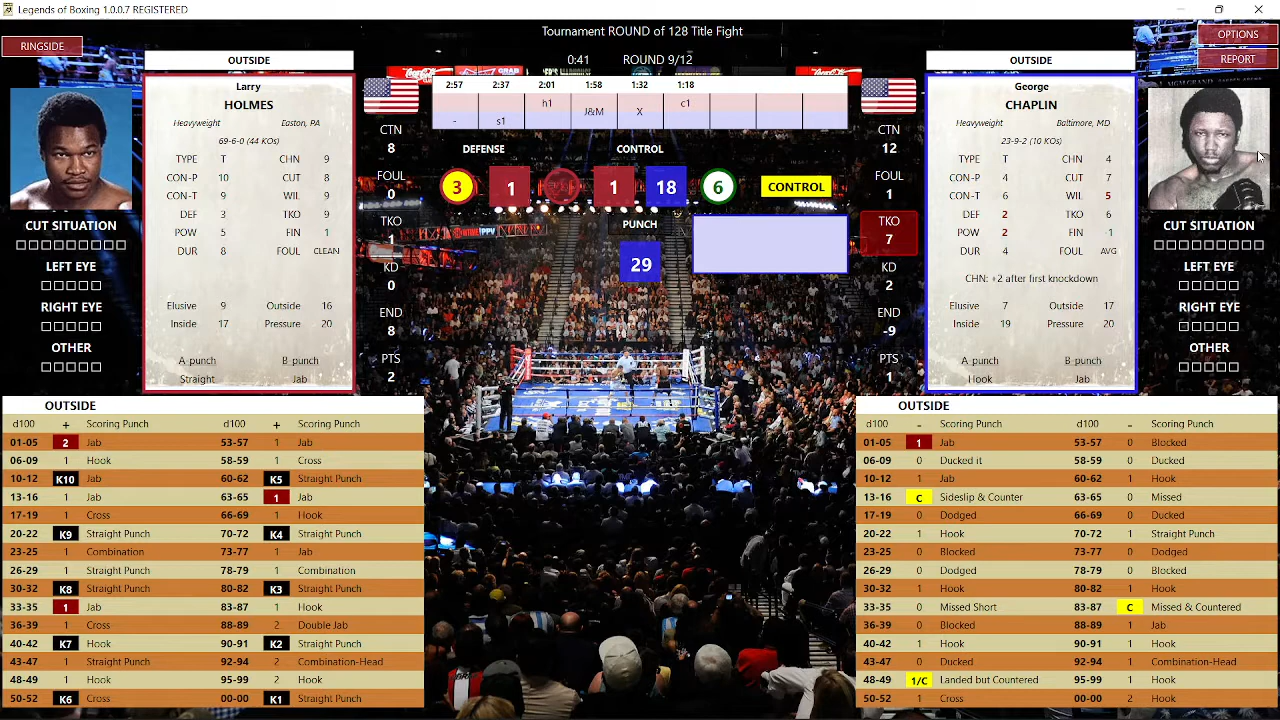 Legends of Boxing 1.0.0.7 REGISTERED
Tournament ROUND of 128 Title Fight
RINGSIDE
OPTIONS
REPORT
0:41 ROUND 9/12
OUTSIDE
Larry
HOLMES
Heavyweight Easton, PA
69-6-0 (44 KOs)
TYPE T CHN 9
CON-P 10 CUT 8
CON-T 9 WIL 9
DEF 3 TKO 9
POW 5 FIN 1
DUR FOUL CLEAN
Elusive 9 Outside 16
Inside 17 Pressure 20
A punch B punch
Straight Jab
CUT SITUATION
LEFT EYE
RIGHT EYE
OTHER
CTN
8
FOUL
0
TKO
KD
0
END
8
PTS
2
2:57 2:37 2:01 1:58 1:32 1:18
h1 J&M X c1
- s1
DEFENSE CONTROL
3 1 1 18 6 CONTROL
PUNCH
29
CTN
12
FOUL
1
TKO
7
KD
2
END
-9
PTS
1
OUTSIDE
George
CHAPLIN
Heavyweight Baltimore, MD
23-9-2 (10 KOs)
TYPE T CHN 4
CON-P 4 CUT 7
CON-T 6 WIL 5
DEF 2 TKO
POW 2 FIN 1
DUR FOUL AVG
CHN: +2 after first knockdown
Elusive 7 Outside 17
Inside 19 Pressure 20
A punch B punch
Hook Jab
CUT SITUATION
LEFT EYE
RIGHT EYE
OTHER
OUTSIDE
d100 + Scoring Punch d100 + Scoring Punch
01-05 2 Jab 53-57 1 Jab
06-09 1 Hook 58-59 1 Cross
10-12 K10 Jab 60-62 K5 Straight Punch
13-16 1 Jab 63-65 1 Jab
17-19 1 Cross 66-69 1 Hook
20-22 K9 Straight Punch 70-72 K4 Straight Punch
23-25 1 Combination 73-77 1 Jab
26-29 1 Straight Punch 78-79 1 Combination
30-32 K8 Straight Punch 80-82 K3 Straight Punch
33-35 1 Jab 83-87 1 Hook
36-39 1 Cross 88-89 2 Double Jab
40-42 K7 Hook 90-91 K2 Straight Punch
43-47 1 Straight Punch 92-94 2 Combination-Head
48-49 1 Hook 95-99 2 Hook
50-52 K6 Cross 00-00 K1 Straight Punch
OUTSIDE
d100 - Scoring Punch d100 - Scoring Punch
01-05 1 Jab 53-57 0 Blocked
06-09 0 Ducked it 58-59 0 Ducked
10-12 1 Jab 60-62 1 Hook
13-16 C Sideslip & Counter 63-65 0 Missed
17-19 0 Dodged 66-69 0 Ducked
20-22 1 Hook 70-72 1 Straight Punch
23-25 0 Blocked 73-77 0 Dodged
26-29 0 Dodged 78-79 0 Blocked
30-32 1 Hook 80-82 1 Hook
33-35 0 Missed Short 83-87 C Missed & Countered
36-39 0 Blocked 88-89 1 Jab
40-42 1 Hook 90-91 1 Hook
43-47 0 Ducked 92-94 1 Combination-Head
48-49 1/C Landed but Countered 95-99 1 Hook
50-52 1 Cross 00-00 2 Hook